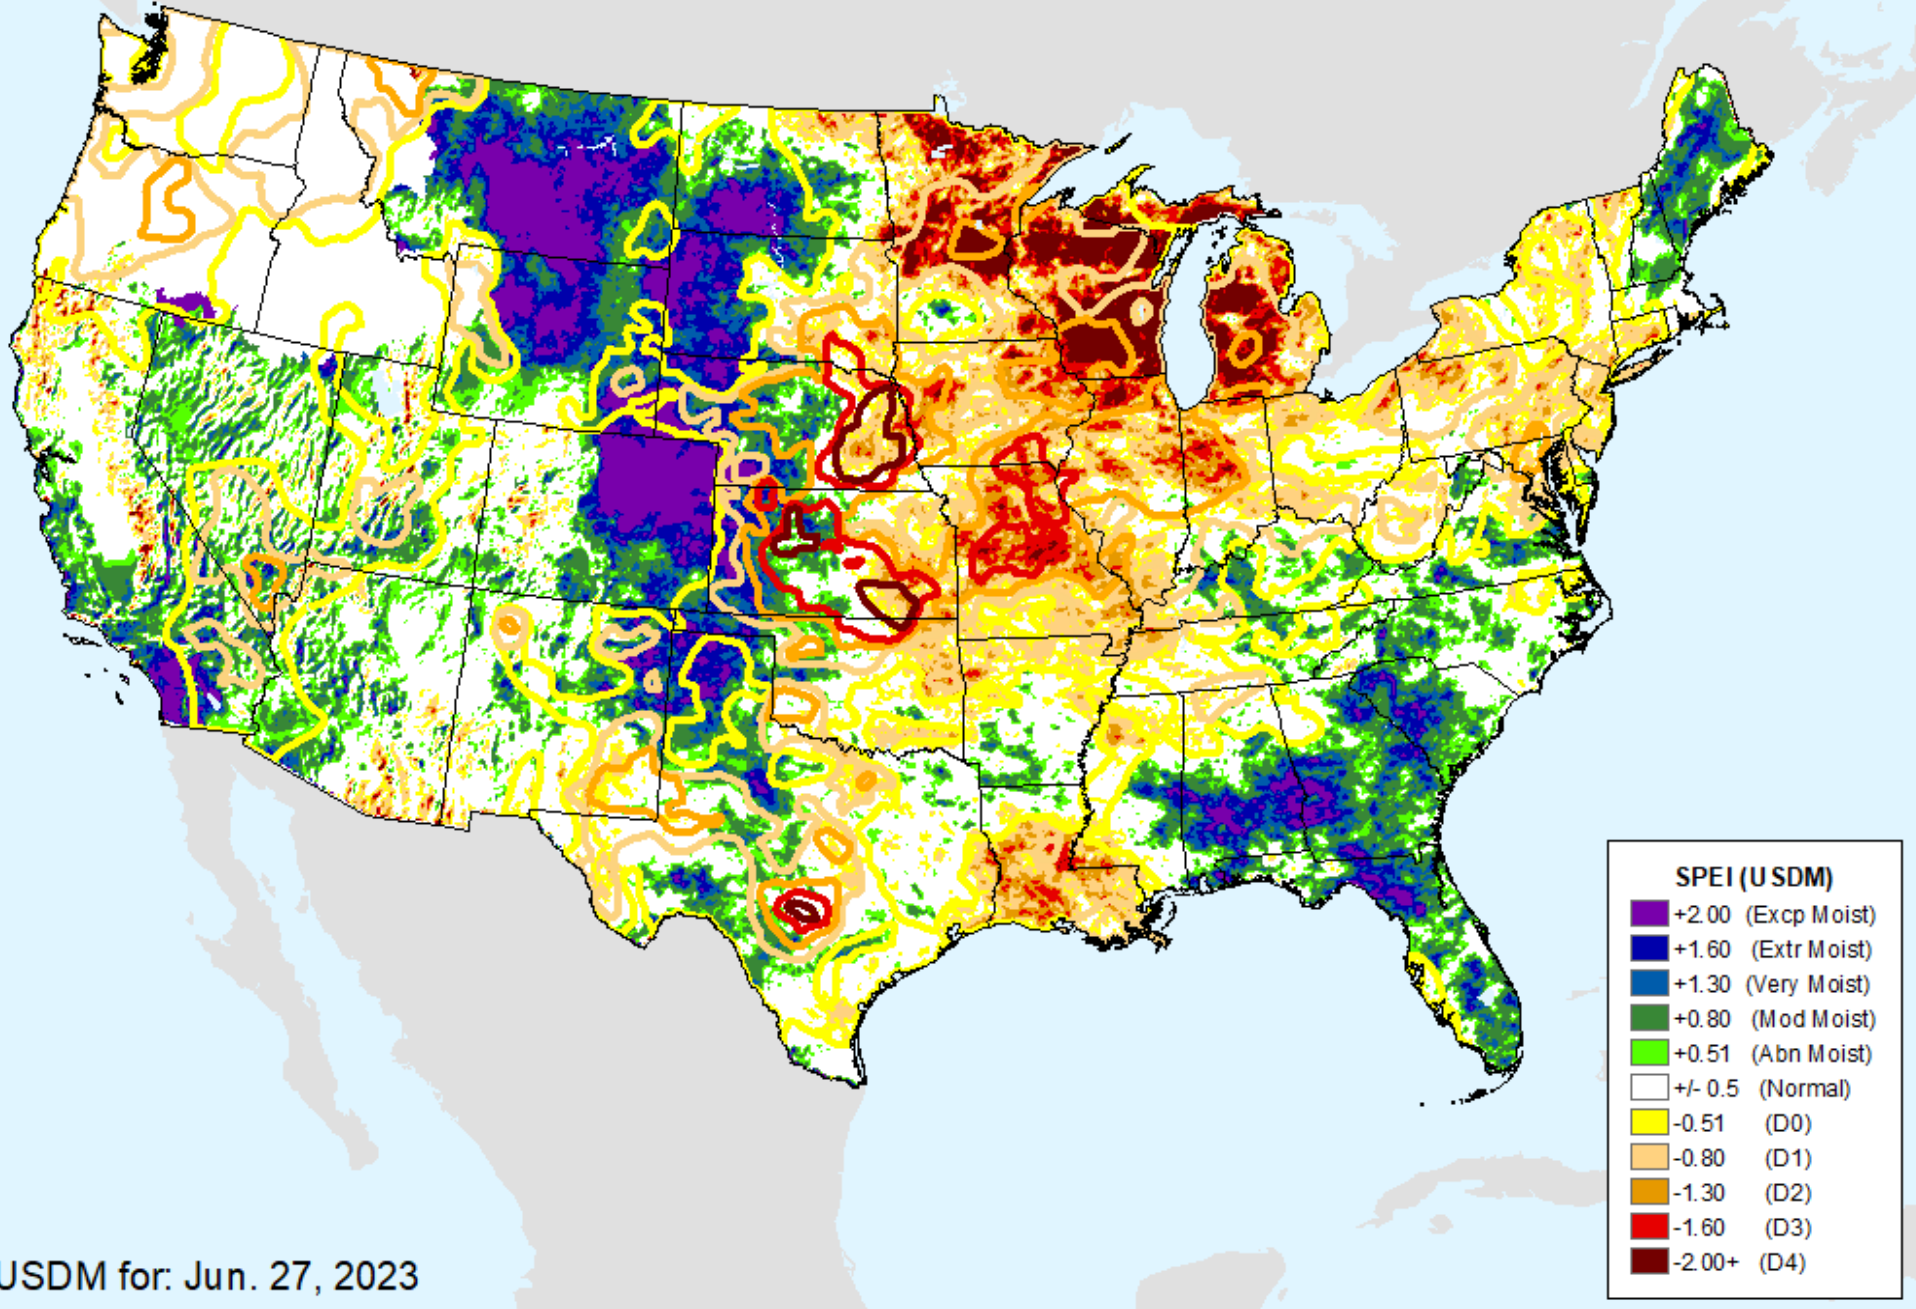 SPEI (USDM)
+2.00 (Excp Moist)
+1.60 (Extr Moist)
+1.30 (Very Moist)
+0.80 (Mod Moist)
+0.51 (Abn Moist)
+/- 0.5 (Normal)
-0.51 (D0)
-0.80 (D1)
-1.30 (D2)
-1.60 (D3)
-2.00+ (D4)
USDM for: Jun. 27, 2023